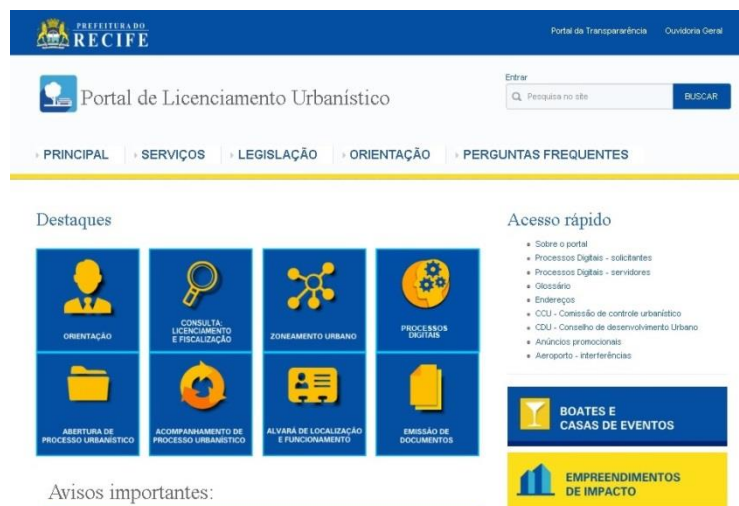 PREFEITURA DO
RECIFE
Portal da Transpararência
Ouvidoria Geral
Portal de Licenciamento Urbanístico
Entrar
Pesquisa no site
BUSCAR
PRINCIPAL
SERVIÇOS
LEGISLAÇÃO
ORIENTAÇÃO
PERGUNTAS FREQUENTES
Destaques
ORIENTAÇÃO
CONSULTA:
LICENCIAMENTO
E FISCALIZAÇÃO
ZONEAMENTO URBANO
PROCESSOS
DIGITAIS
ABERTURA DE
PROCESSO URBANÍSTICO
ACOMPANHAMENTO DE
PROCESSO URBANÍSTICO
ALVARÁ DE LOCALIZAÇÃO
E FUNCIONAMENTO
EMISSÃO DE
DOCUMENTOS
Avisos importantes:
Acesso rápido
Sobre o portal
Processos Digitais - solicitantes
Processos Digitais - servidores
Glossário
Endereços
CCU - Comissão de controle urbanístico
CDU - Conselho de desenvolvimento Urbano
Anúncios promocionais
Aeroporto - interferências
BOATES E
CASAS DE EVENTOS
EMPREENDIMENTOS
DE IMPACTO